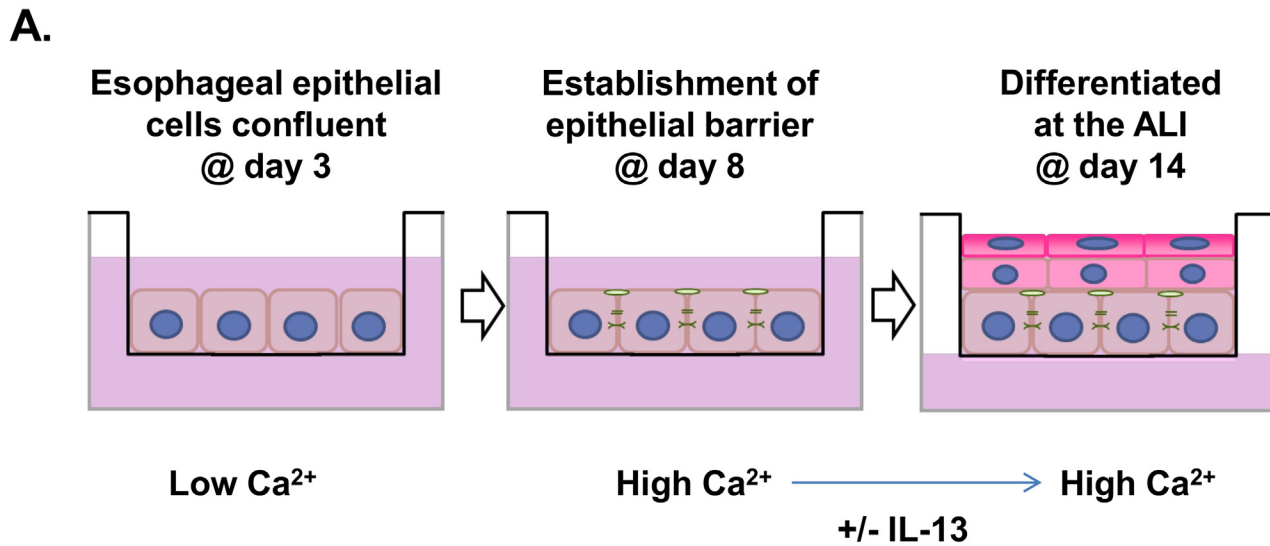 A.
Esophageal epithelial
cells confluent
@ day 3
Establishment of
epithelial barrier
@ day 8
Differentiated
at the ALI
@ day 14
Low Ca²⁺
High Ca²⁺
High Ca²⁺
+/- IL-13